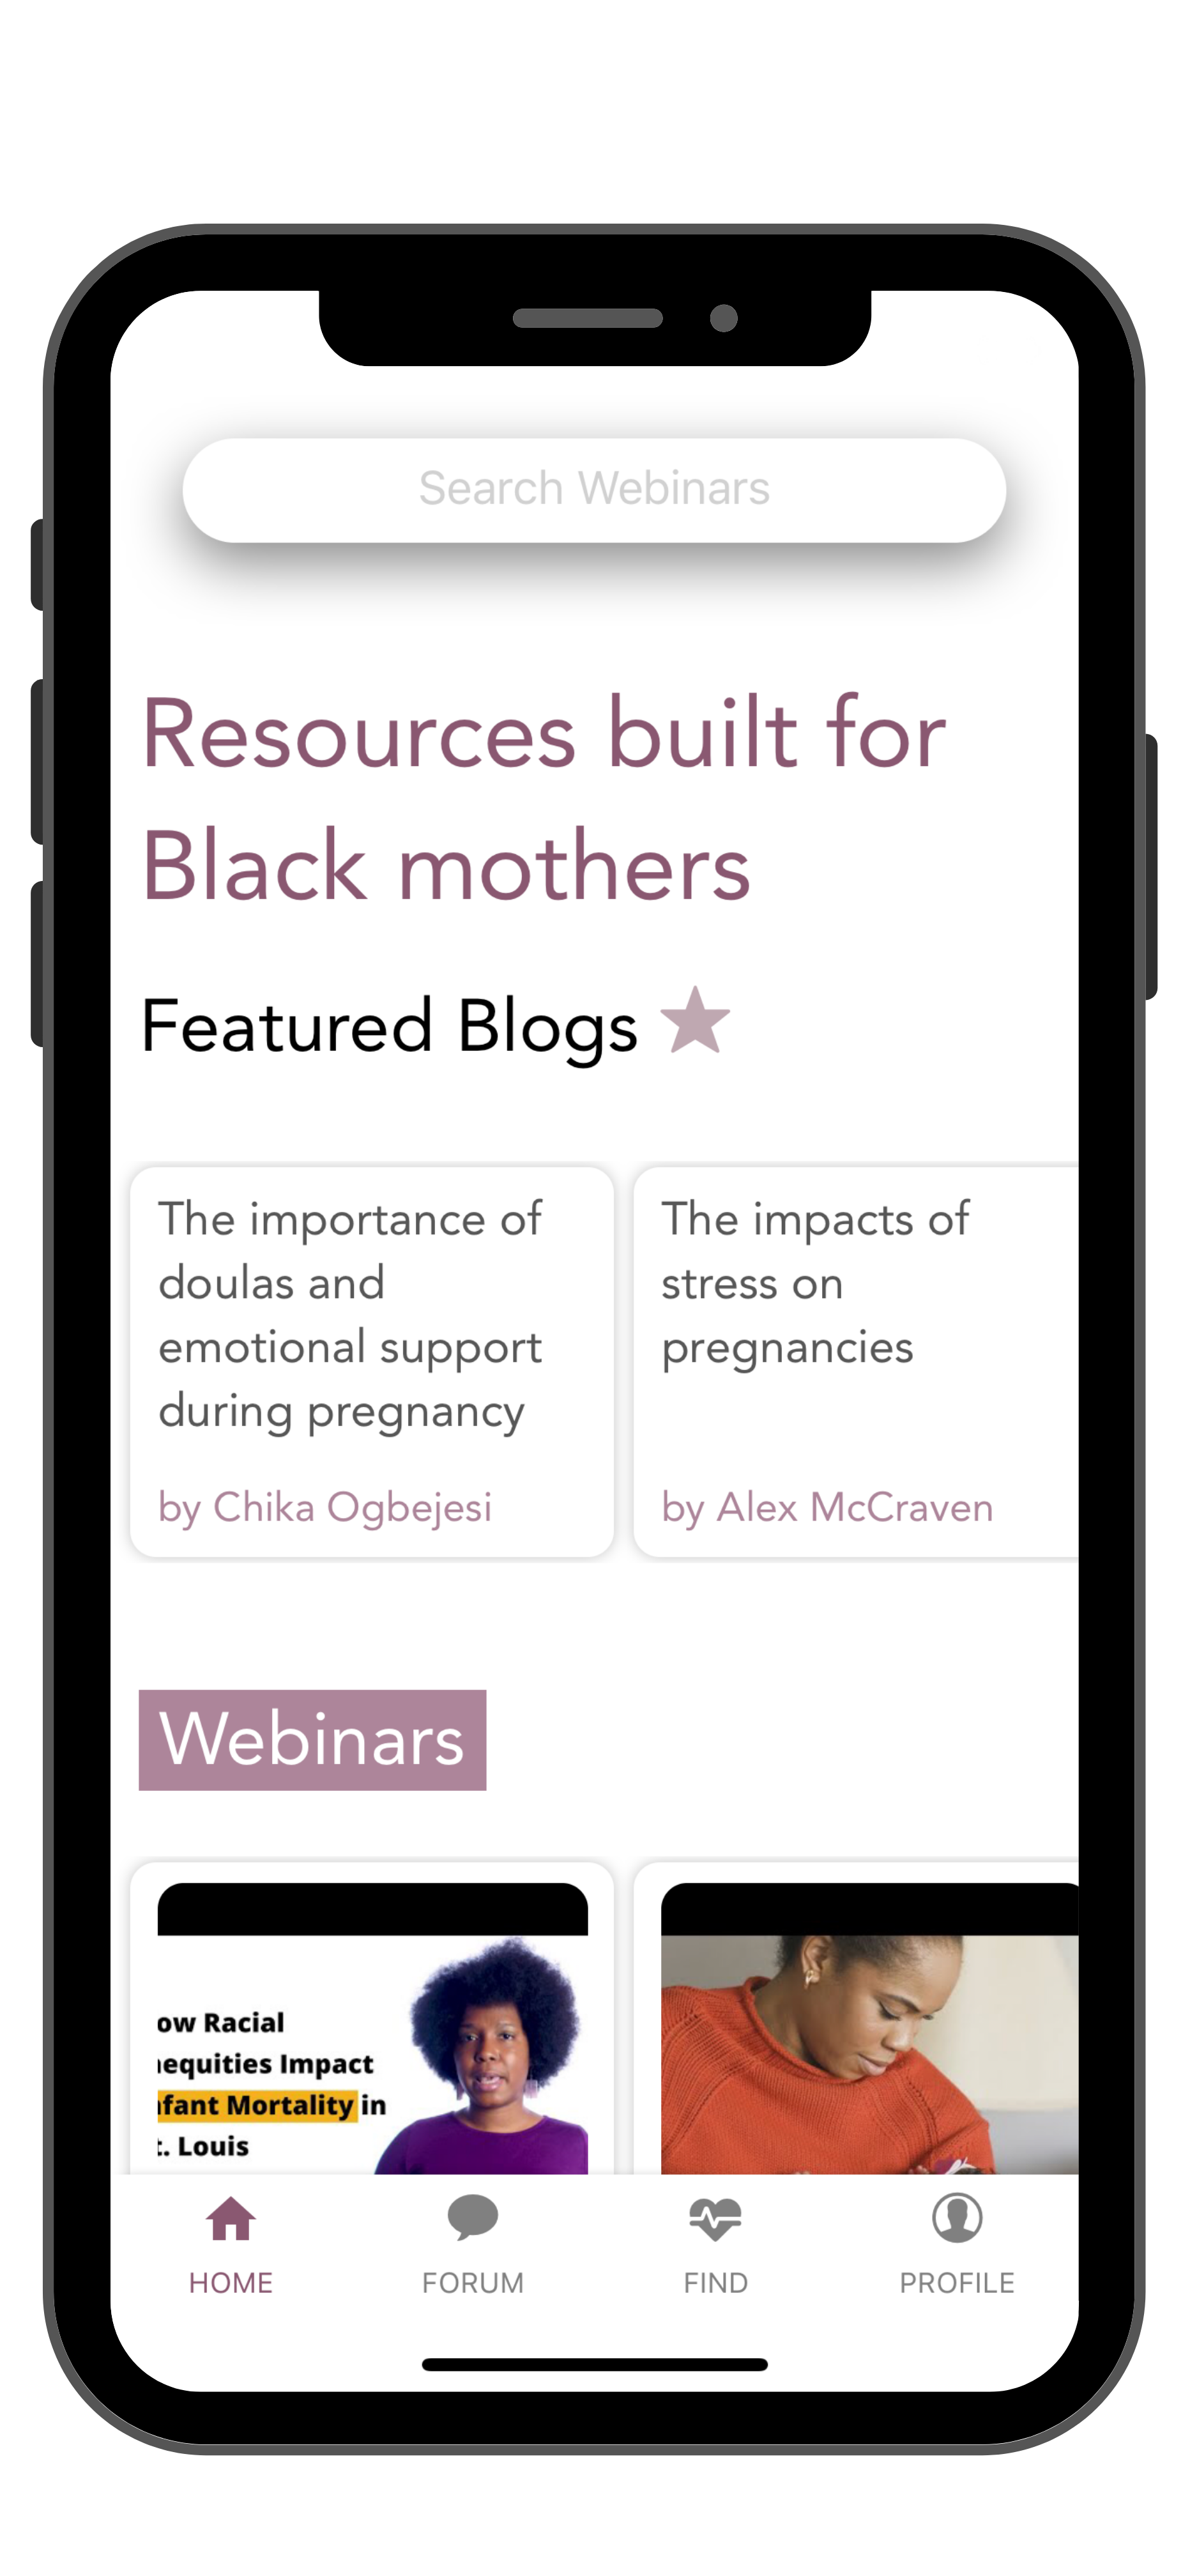 Search Webinars
Resources built for
Black mothers
Featured Blogs
The importance of
doulas and
emotional support
during pregnancy
by Chika Ogbejesi
The impacts of
stress on
pregnancies
by Alex McCraven
Webinars
ow Racial
equities Impact
fant Mortality in
t. Louis
HOME
FORUM
FIND
PROFILE